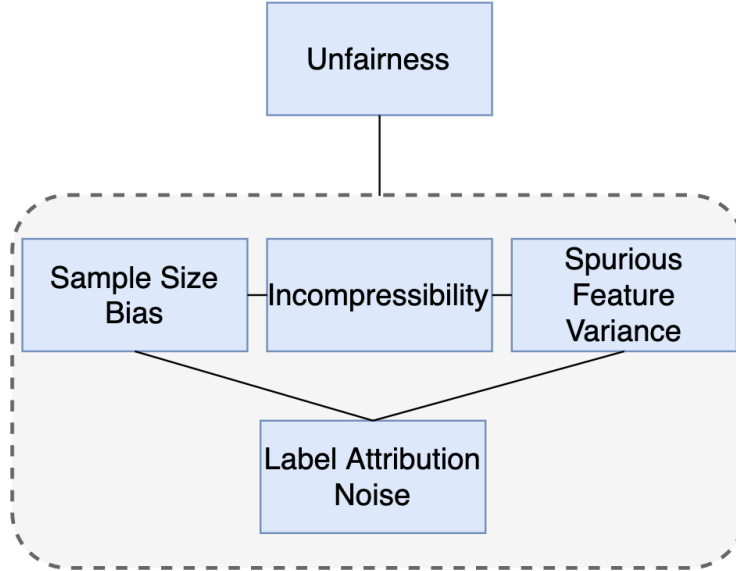 Unfairness
Sample Size
Bias
Incompressibility
Spurious
Feature
Variance
Label Attribution
Noise